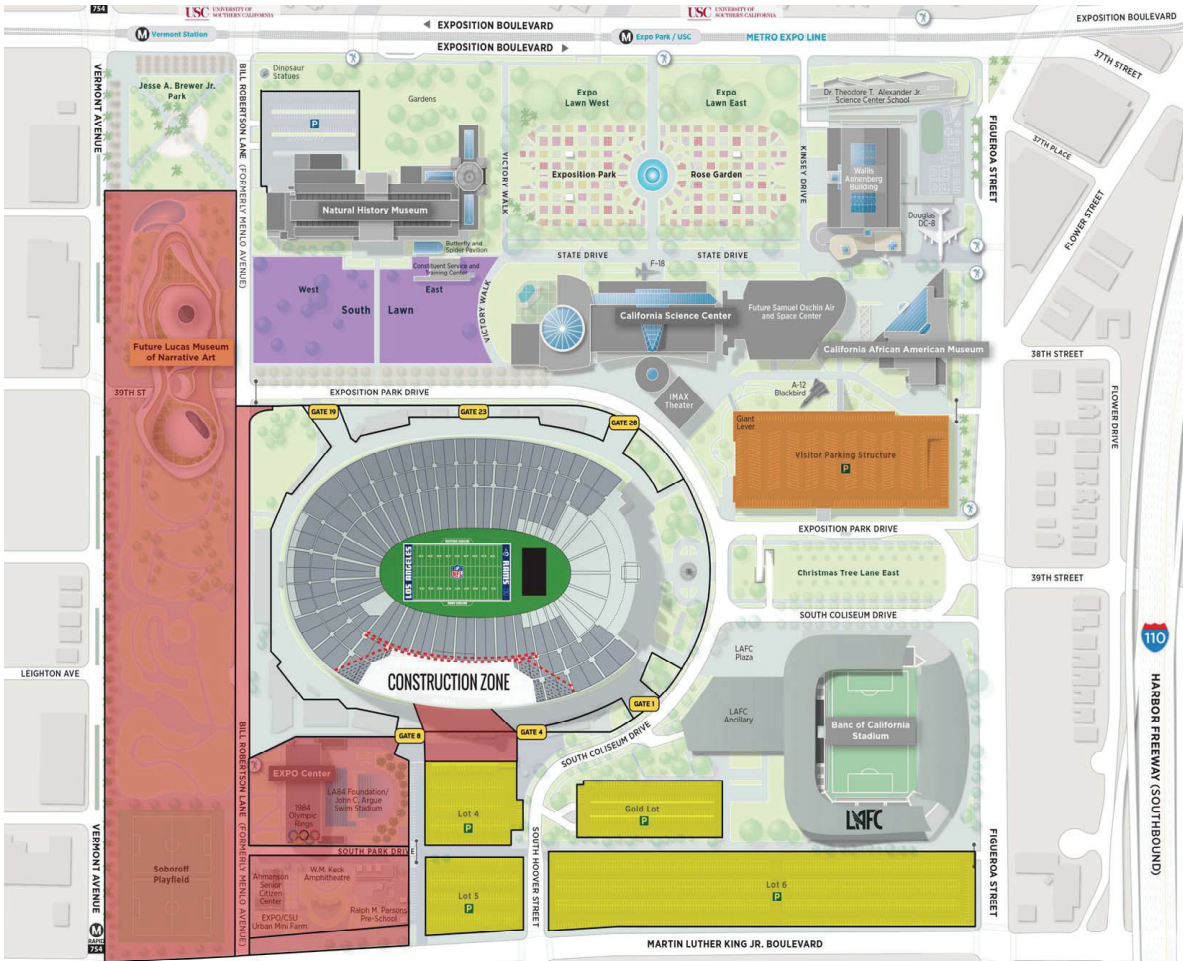 754
USC UNIVERSITY OF
SOUTHERN CALIFORNIA
USC UNIVERSITY OF
SOUTHERN CALIFORNIA
EXPOSITION BOULEVARD
EXPOSITION BOULEVARD
M Vermont Station
M Expo Park / USC
METRO EXPO LINE
EXPOSITION BOULEVARD
37TH STREET
37TH PLACE
FLOWER STREET
VERMONT AVENUE
Jesse A. Brewer Jr.
Park
BILL ROBERTSON LANE (FORMERLY MENLO AVENUE)
Dinosaur
Statues
Gardens
P
Natural History Museum
Butterfly and
Spider Pavilion
Constituent Service and
Training Center
VICTORY WALK
Expo
Lawn West
Expo
Lawn East
Exposition Park
Rose Garden
KINSEY DRIVE
Dr. Theodore T. Alexander Jr.
Science Center School
Wallis
Annenberg
Building
Douglas
DC-8
FIGUEROA STREET
STATE DRIVE
STATE DRIVE
F-18
West
East
South
Lawn
VICTORY WALK
California Science Center
Future Samuel Oschin Air
and Space Center
California African American Museum
IMAX
Theater
A-12
Blackbird
Giant
Lever
Visitor Parking Structure
P
38TH STREET
FLOWER DRIVE
Future Lucas Museum
of Narrative Art
39TH ST
EXPOSITION PARK DRIVE
GATE 19
GATE 23
GATE 28
LOS ANGELES
NFL
RAMS
CONSTRUCTION ZONE
GATE 1
GATE 4
GATE 8
EXPOSITION PARK DRIVE
Christmas Tree Lane East
SOUTH COLISEUM DRIVE
39TH STREET
110
HARBOR FREEWAY (SOUTHBOUND)
LEIGHTON AVE
LAFC
Plaza
LAFC
Ancillary
Banc of California
Stadium
LAFC
SOUTH COLISEUM DRIVE
BILL ROBERTSON LANE (FORMERLY MENLO AVENUE)
EXPO Center
LA84 Foundation/
John C. Argue
Swim Stadium
1984
Olympic
Rings
SOUTH PARK DRIVE
Lot 4
P
Gold Lot
P
Lot 5
P
Lot 6
P
SOUTH HOOVER STREET
FIGUEROA STREET
VERMONT AVENUE
Soboroff
Playfield
Ahmanson
Senior
Citizen
Center
W.M. Keck
Amphitheatre
EXPO/CSU
Urban Mini Farm
Ralph M. Parsons
Pre-School
M
RAPID
754
MARTIN LUTHER KING JR. BOULEVARD